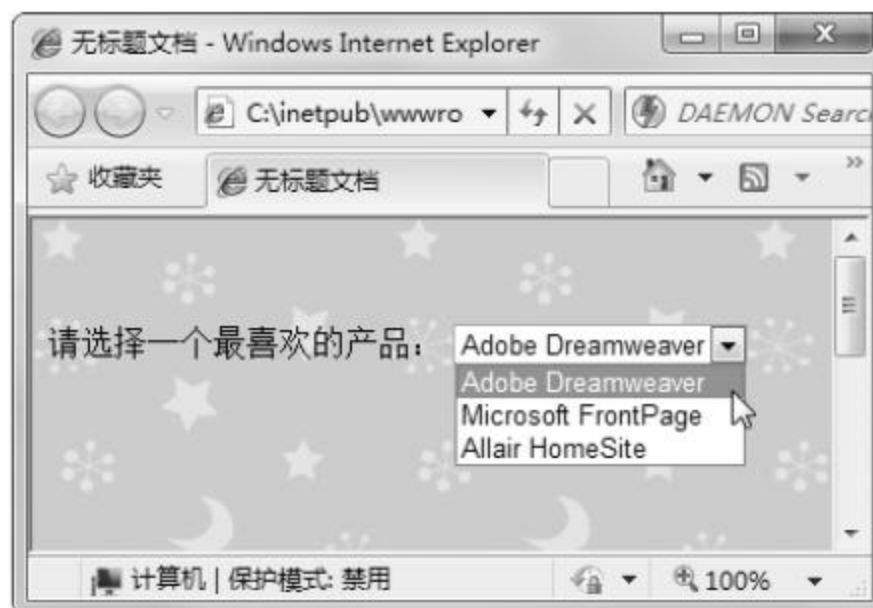 无标题文档 - Windows Internet Explorer
C:\inetpub\wwwro
DAEMON Searc
收藏夹
无标题文档
请选择一个最喜欢的产品：
Adobe Dreamweaver
Adobe Dreamweaver
Microsoft FrontPage
Allair HomeSite
计算机 | 保护模式: 禁用
100%